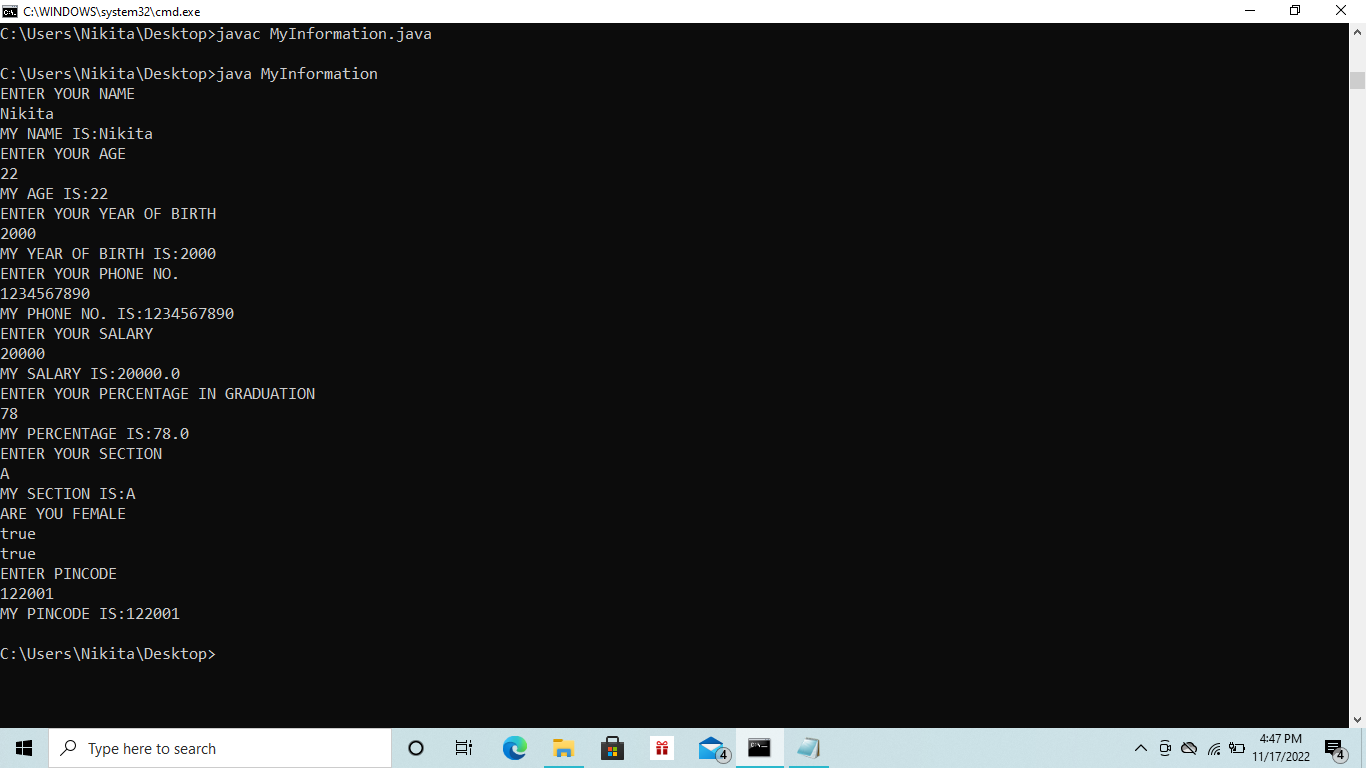 C:\WINDOWS\system32\cmd.exe
C:\Users\Nikita\Desktop>javac MyInformation.java
C:\Users\Nikita\Desktop>java MyInformation
ENTER YOUR NAME
Nikita
MY NAME IS:Nikita
ENTER YOUR AGE
22
MY AGE IS:22
ENTER YOUR YEAR OF BIRTH
2000
MY YEAR OF BIRTH IS:2000
ENTER YOUR PHONE NO.
1234567890
MY PHONE NO. IS:1234567890
ENTER YOUR SALARY
20000
MY SALARY IS:20000.0
ENTER YOUR PERCENTAGE IN GRADUATION
78
MY PERCENTAGE IS:78.0
ENTER YOUR SECTION
A
MY SECTION IS:A
ARE YOU FEMALE
true
true
ENTER PINCODE
122001
MY PINCODE IS:122001
C:\Users\Nikita\Desktop>
Type here to search
4
4:47 PM
11/17/2022
4